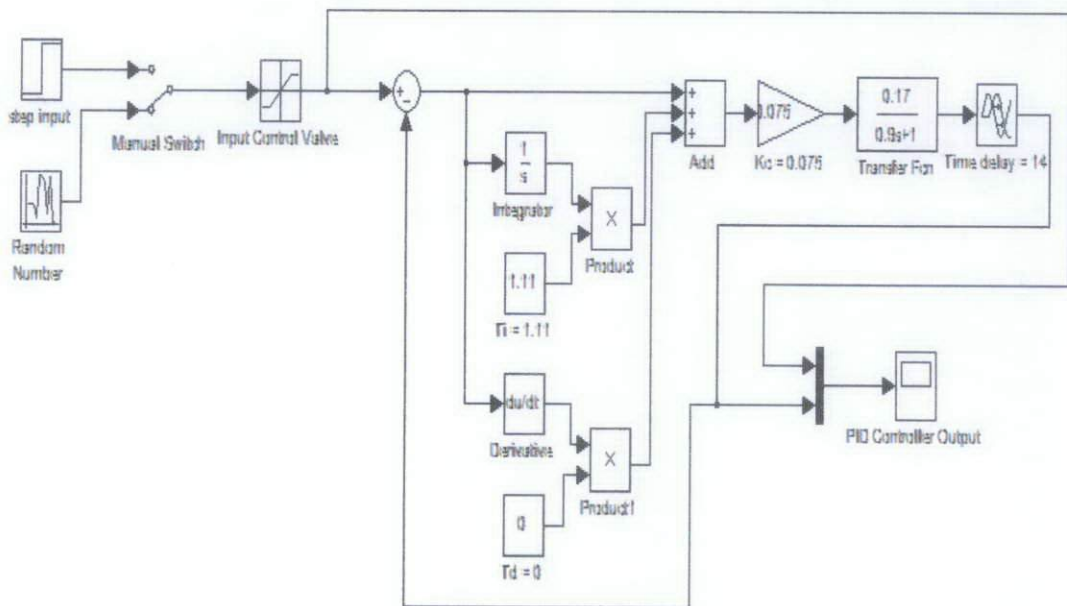 step input
Manual Switch
Input Control Valve
Random
Number
+
-
1
s
Integrator
X
Product
1.11
Ti = 1.11
du/dt
Derivative
X
Product1
0
Td = 0
+
+
+
Add
0.075
Kc = 0.075
0.17
0.9s+1
Transfer Fcn
Time delay = 14
PID Controlller Output